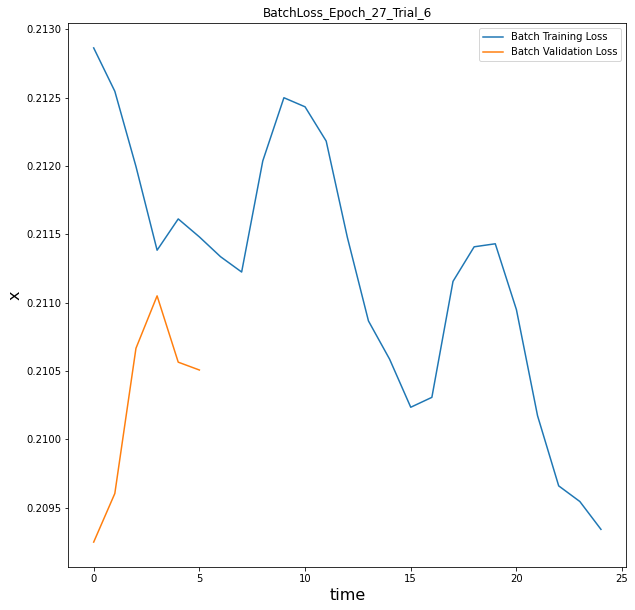 BatchLoss_Epoch_27_Trial_6
Batch Training Loss
Batch Validation Loss
0.2130
0.2125
0.2120
0.2115
0.2110
0.2105
0.2100
0.2095
x
0 5 10 15 20 25
time